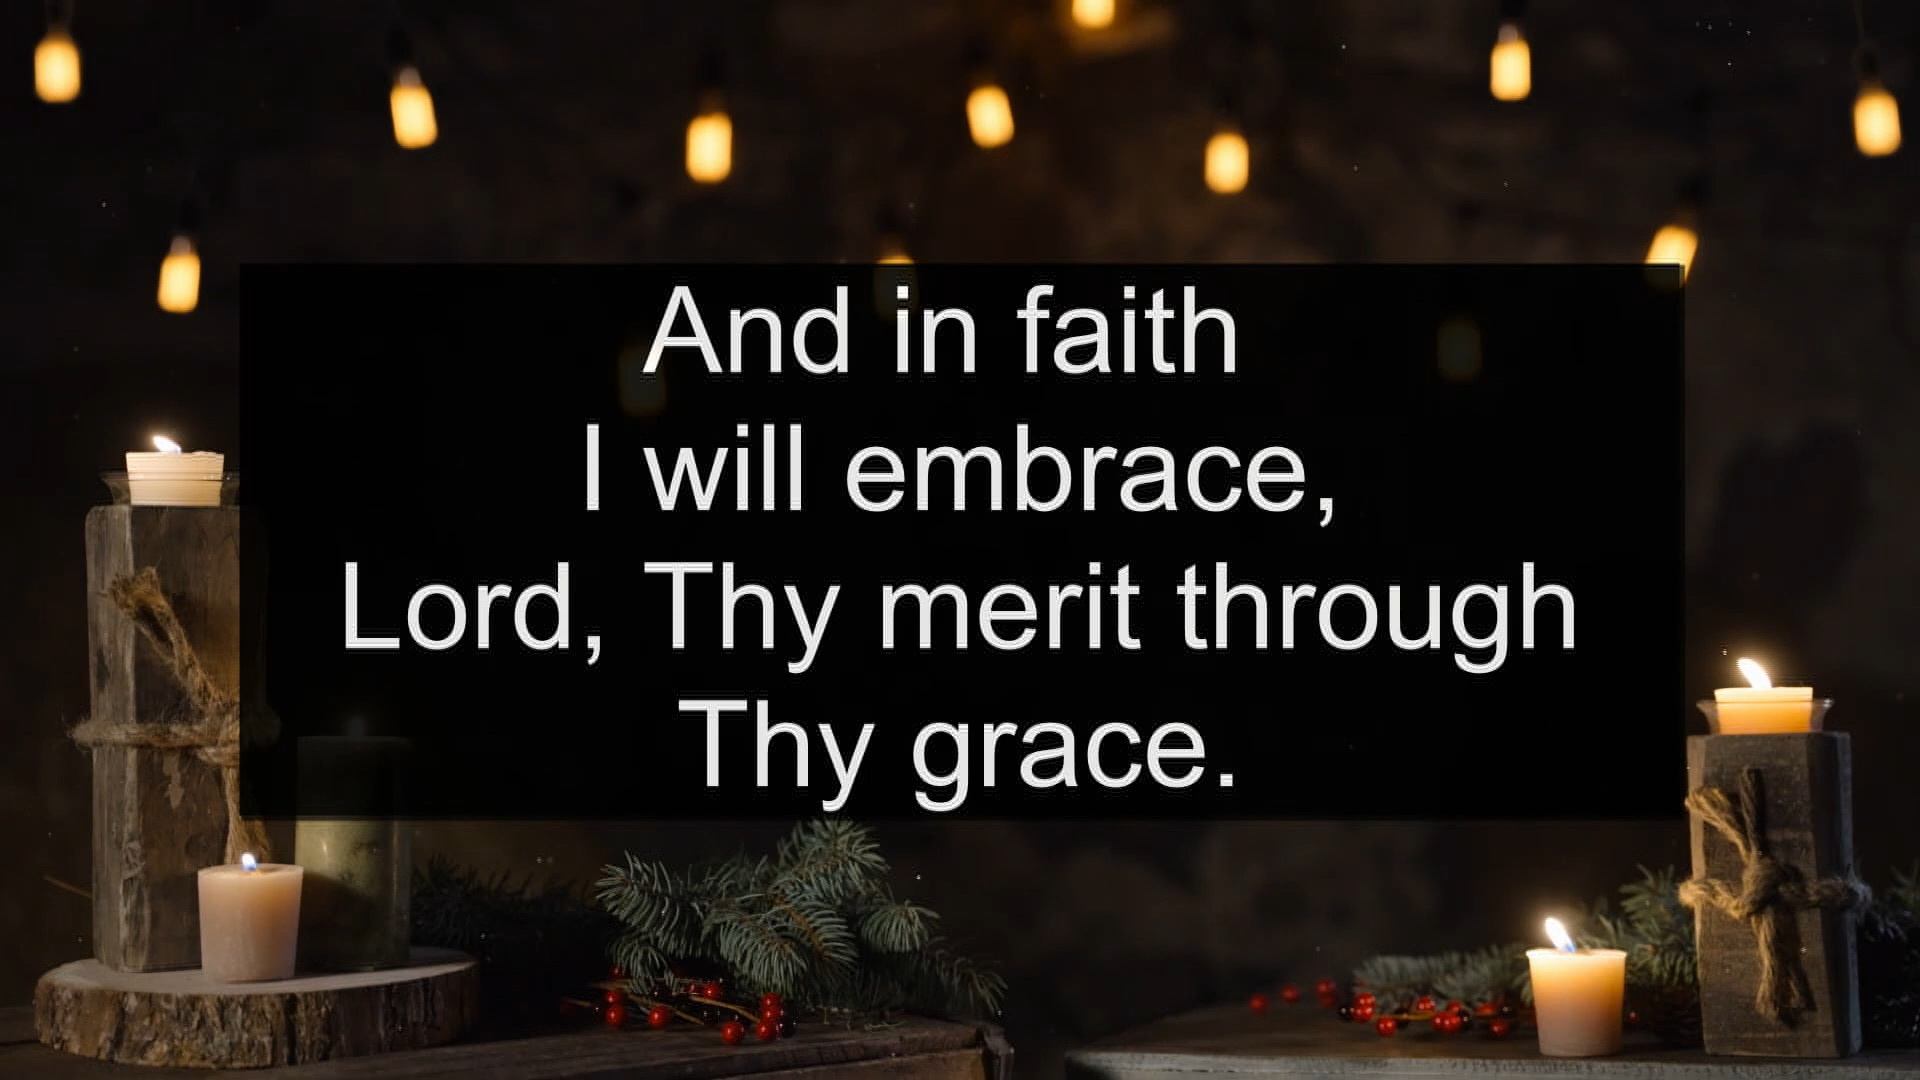 And in faith
I will embrace,
Lord, Thy merit through
Thy grace.